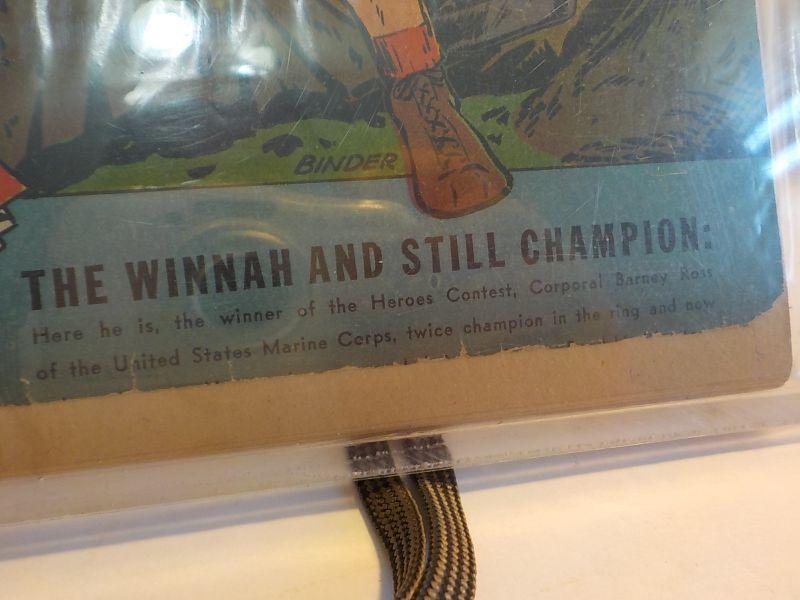 BINDER
THE WINNAH AND STILL CHAMPION:
Here he is, the winner of the Heroes Contest, Corporal Barney Ross
of the United States Marine Corps, twice champion in the ring and now